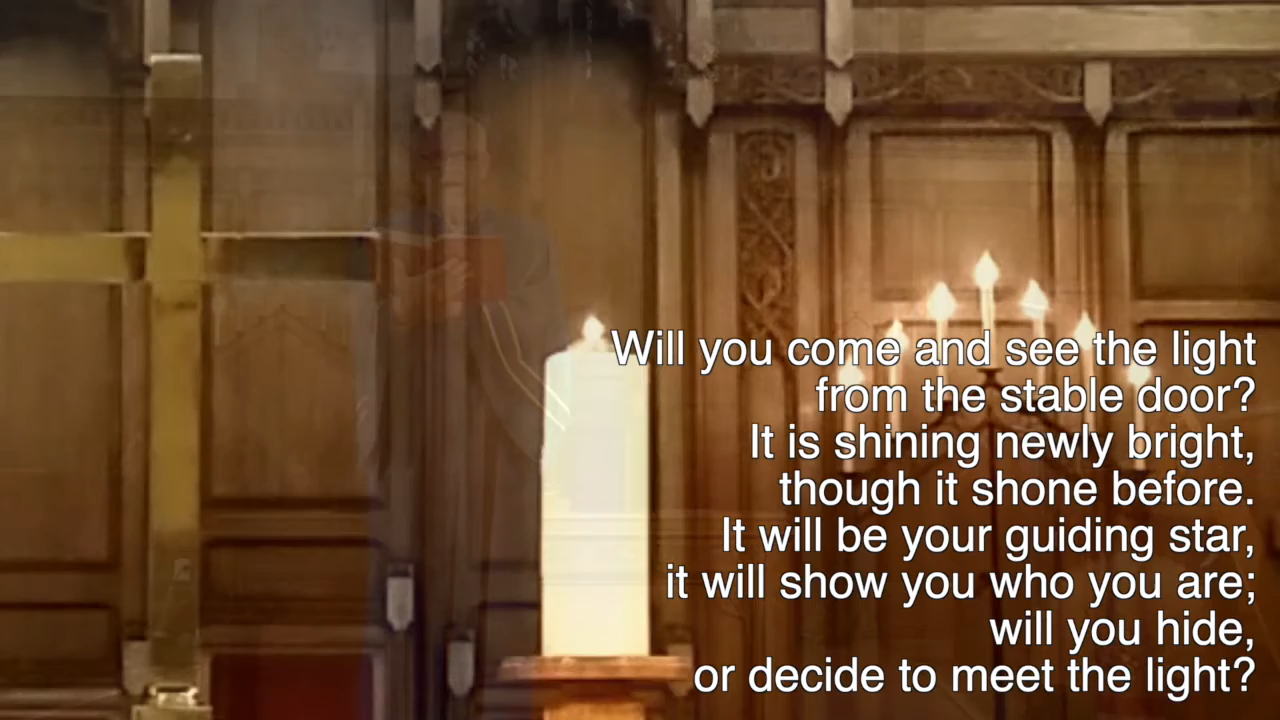 Will you come and see the light
from the stable door?
It is shining newly bright,
though it shone before.
It will be your guiding star,
it will show you who you are;
will you hide,
or decide to meet the light?